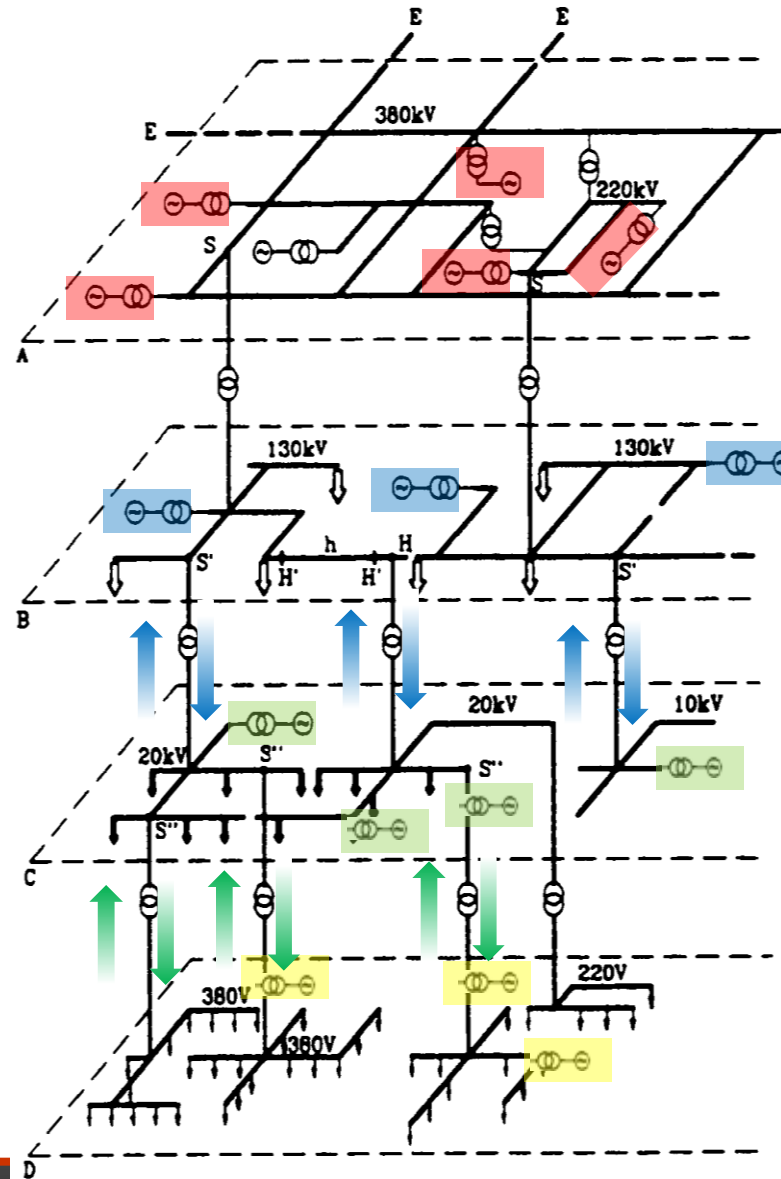 E E
E 380kV
220kV
S
S
A
130kV 130kV
h H
S' H' H' S'
B
20kV 10kV
20kV S'' S''
S''
C
220V
380V
380V
D